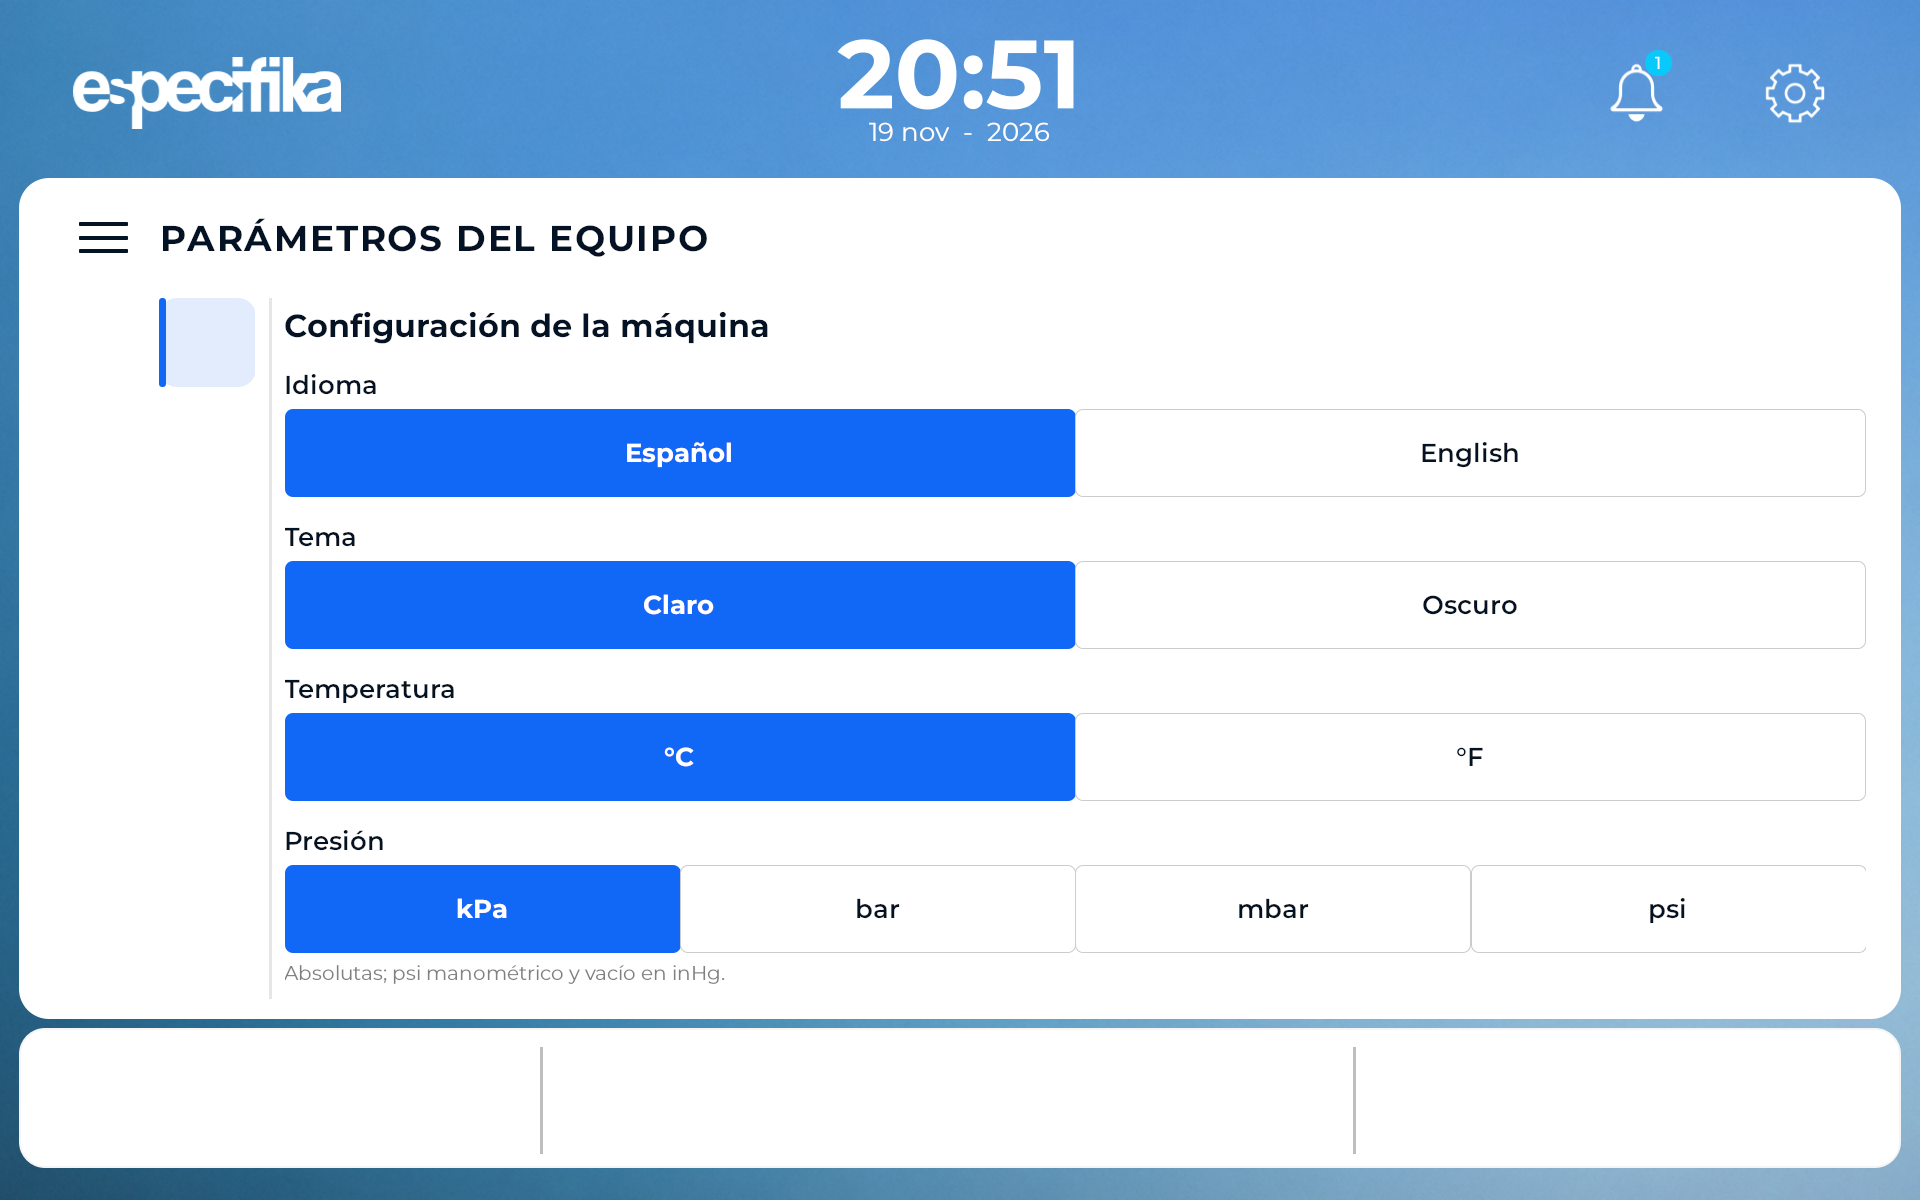 especifika
20:51
19 nov - 2026
1
PARÁMETROS DEL EQUIPO
Configuración de la máquina
Idioma
Español English
Tema
Claro Oscuro
Temperatura
°C °F
Presión
kPa bar mbar psi
Absolutas; psi manométrico y vacío en inHg.